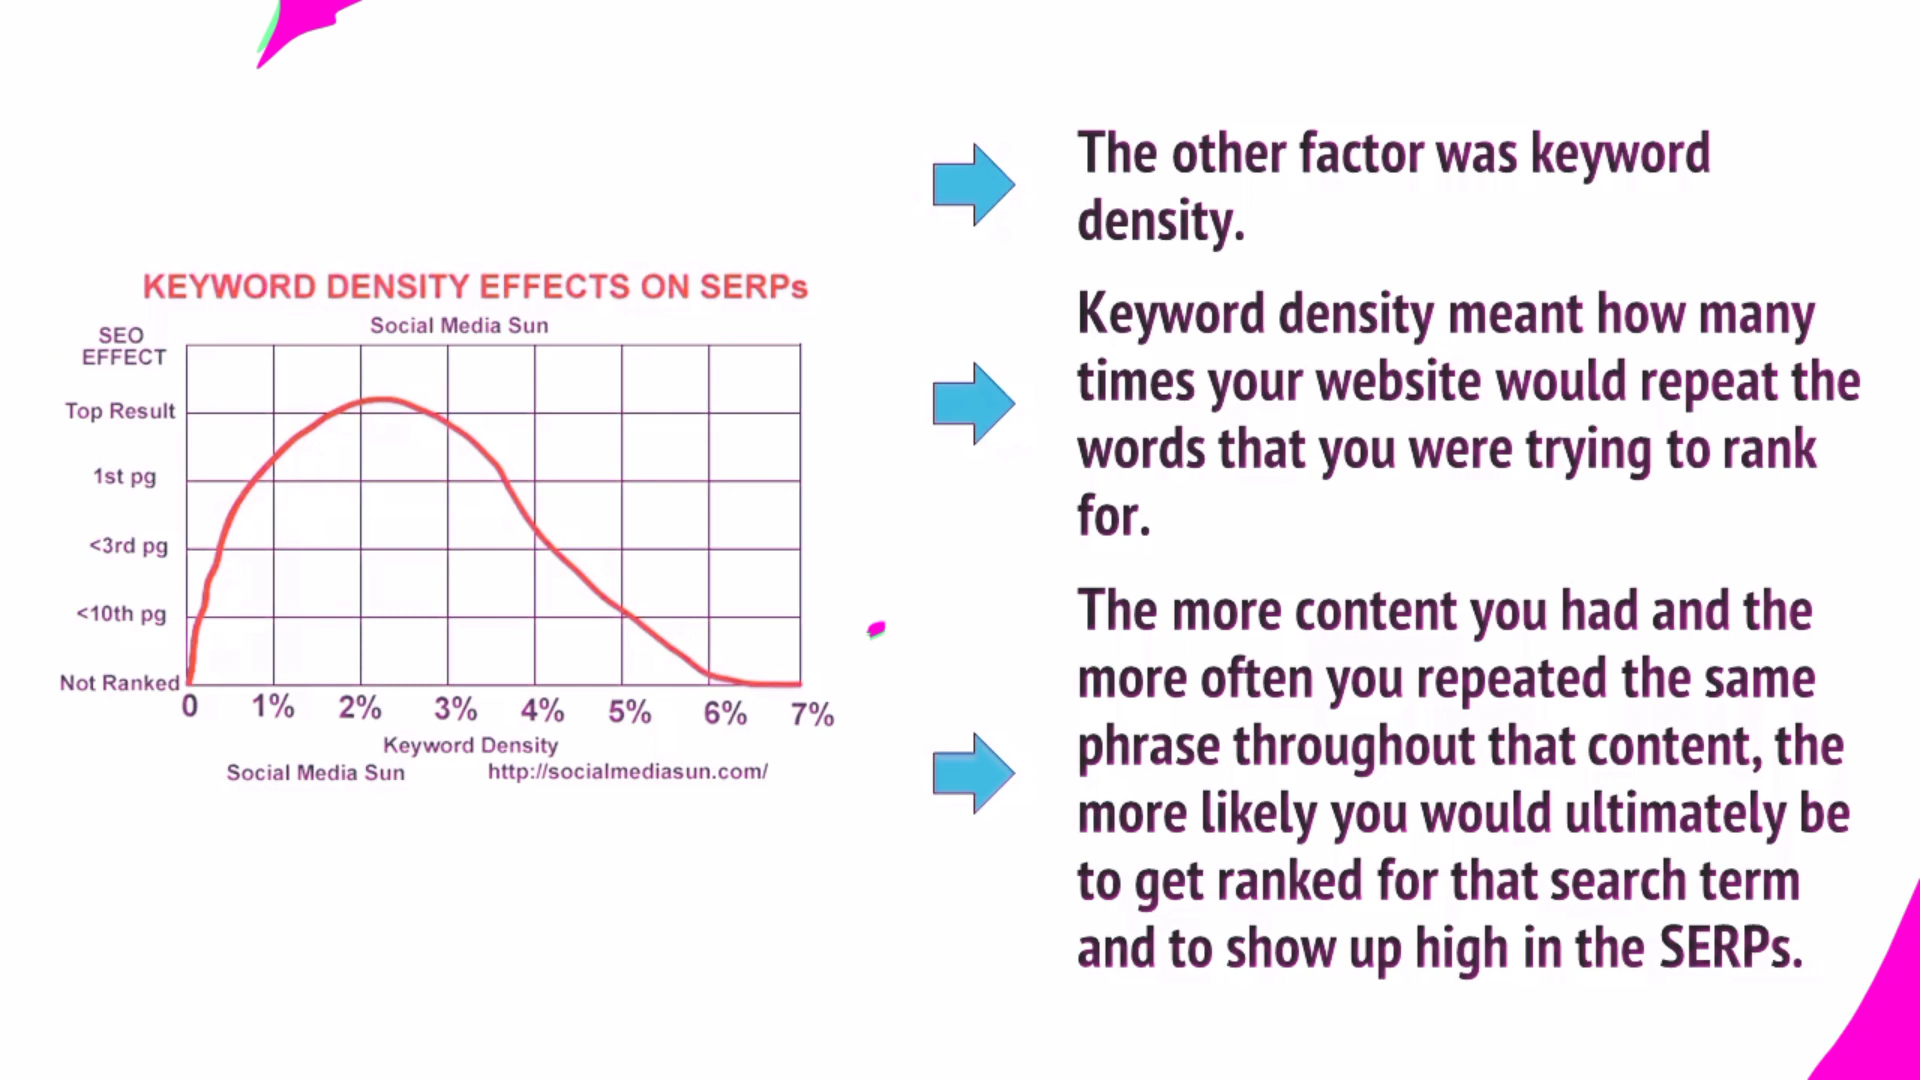 KEYWORD DENSITY EFFECTS ON SERPs
Social Media Sun
SEO
EFFECT
Top Result
1st pg
<3rd pg
<10th pg
Not Ranked
0 1% 2% 3% 4% 5% 6% 7%
Keyword Density
Social Media Sun http://socialmediasun.com/
The other factor was keyword
density.
Keyword density meant how many
times your website would repeat the
words that you were trying to rank
for.
The more content you had and the
more often you repeated the same
phrase throughout that content, the
more likely you would ultimately be
to get ranked for that search term
and to show up high in the SERPs.